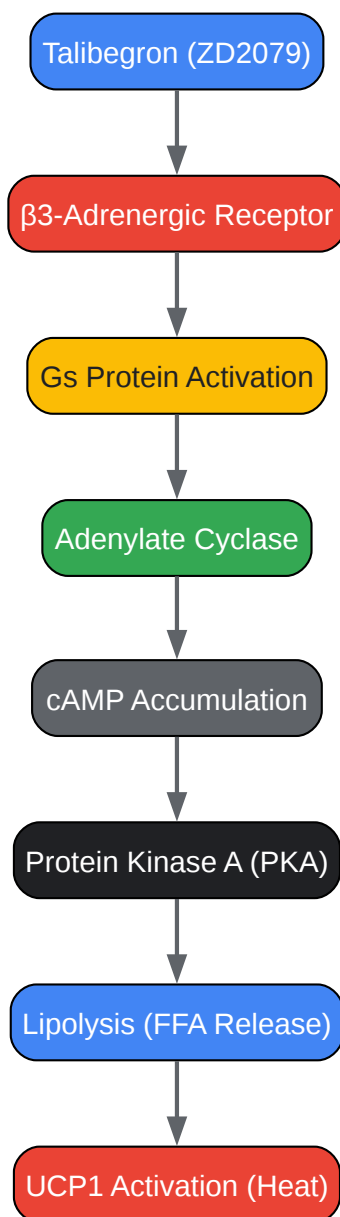 Talibegron (ZD2079)
β3-Adrenergic Receptor
Gs Protein Activation
Adenylate Cyclase
cAMP Accumulation
Protein Kinase A (PKA)
Lipolysis (FFA Release)
UCP1 Activation (Heat)